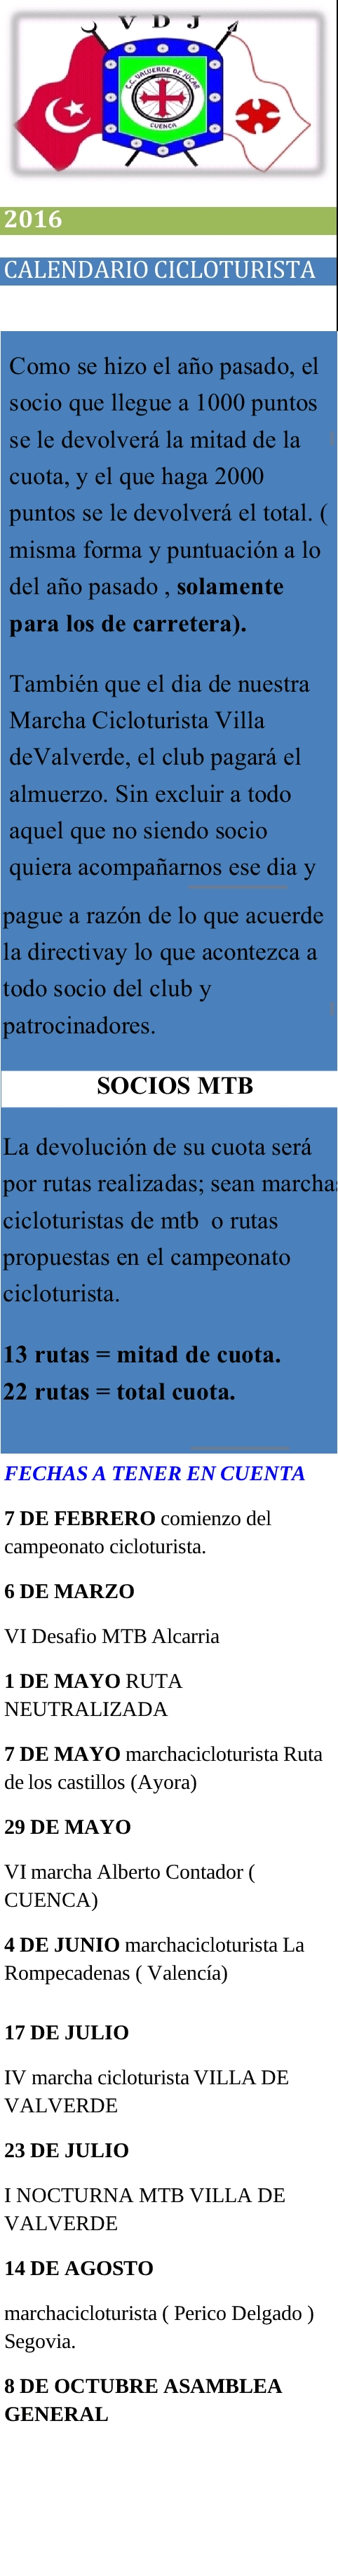 V D J
C.C. VALVERDE DE JUCAR
CUENCA
2016
CALENDARIO CICLOTURISTA
Como se hizo el año pasado, el
socio que llegue a 1000 puntos
se le devolverá la mitad de la
cuota, y el que haga 2000
puntos se le devolverá el total. (
misma forma y puntuación a lo
del año pasado , solamente
para los de carretera).
También que el dia de nuestra
Marcha Cicloturista Villa
deValverde, el club pagará el
almuerzo. Sin excluir a todo
aquel que no siendo socio
quiera acompañarnos ese dia y
pague a razón de lo que acuerde
la directivay lo que acontezca a
todo socio del club y
patrocinadores.
SOCIOS MTB
La devolución de su cuota será
por rutas realizadas; sean marchas
cicloturistas de mtb o rutas
propuestas en el campeonato
cicloturista.
13 rutas = mitad de cuota.
22 rutas = total cuota.
FECHAS A TENER EN CUENTA
7 DE FEBRERO comienzo del
campeonato cicloturista.
6 DE MARZO
VI Desafio MTB Alcarria
1 DE MAYO RUTA
NEUTRALIZADA
7 DE MAYO marchacicloturista Ruta
de los castillos (Ayora)
29 DE MAYO
VI marcha Alberto Contador (
CUENCA)
4 DE JUNIO marchacicloturista La
Rompecadenas ( Valencía)
17 DE JULIO
IV marcha cicloturista VILLA DE
VALVERDE
23 DE JULIO
I NOCTURNA MTB VILLA DE
VALVERDE
14 DE AGOSTO
marchacicloturista ( Perico Delgado )
Segovia.
8 DE OCTUBRE ASAMBLEA
GENERAL